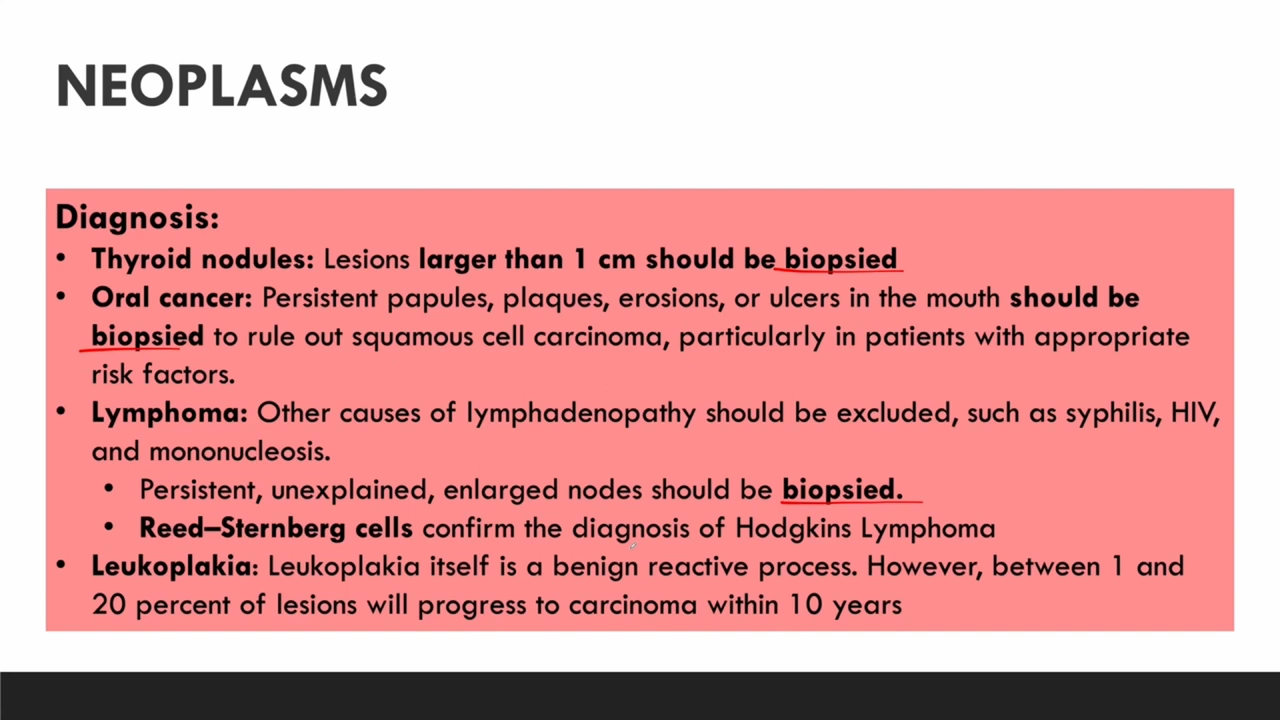 NEOPLASMS
Diagnosis:
• Thyroid nodules: Lesions larger than 1 cm should be biopsied
• Oral cancer: Persistent papules, plaques, erosions, or ulcers in the mouth should be
biopsied to rule out squamous cell carcinoma, particularly in patients with appropriate
risk factors.
• Lymphoma: Other causes of lymphadenopathy should be excluded, such as syphilis, HIV,
and mononucleosis.
• Persistent, unexplained, enlarged nodes should be biopsied.
• Reed–Sternberg cells confirm the diagnosis of Hodgkins Lymphoma
• Leukoplakia: Leukoplakia itself is a benign reactive process. However, between 1 and
20 percent of lesions will progress to carcinoma within 10 years